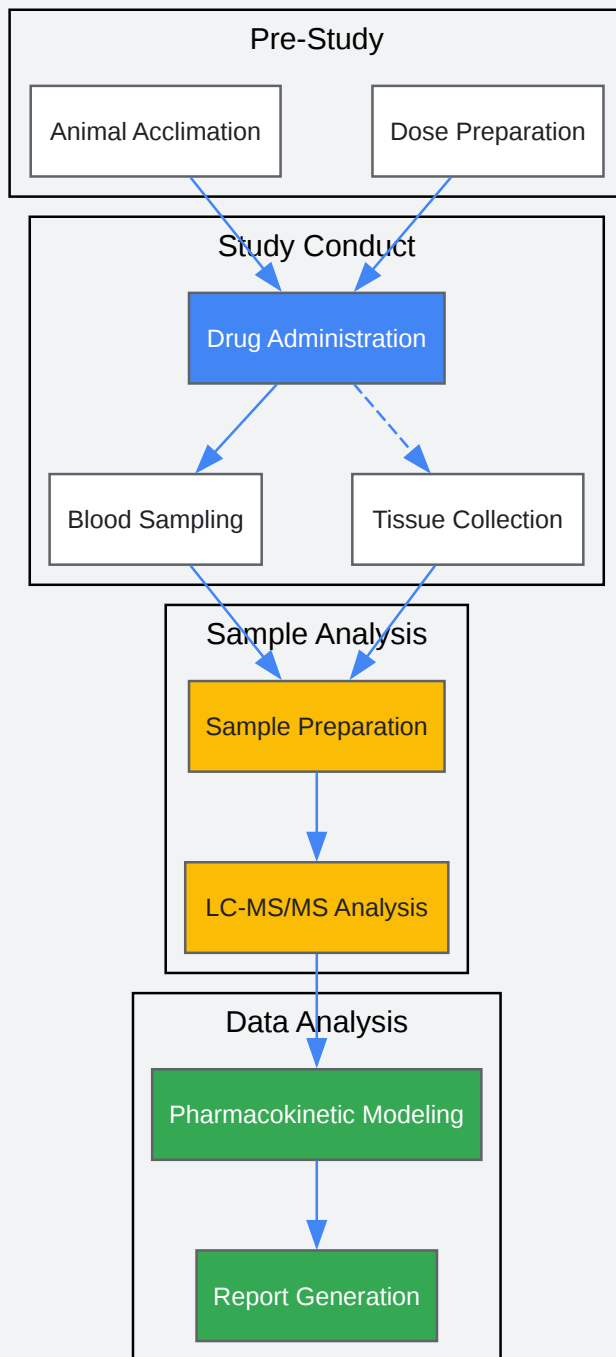 Pre-Study
Animal Acclimation
Dose Preparation
Study Conduct
Drug Administration
Blood Sampling
Tissue Collection
Sample Analysis
Sample Preparation
LC-MS/MS Analysis
Data Analysis
Pharmacokinetic Modeling
Report Generation